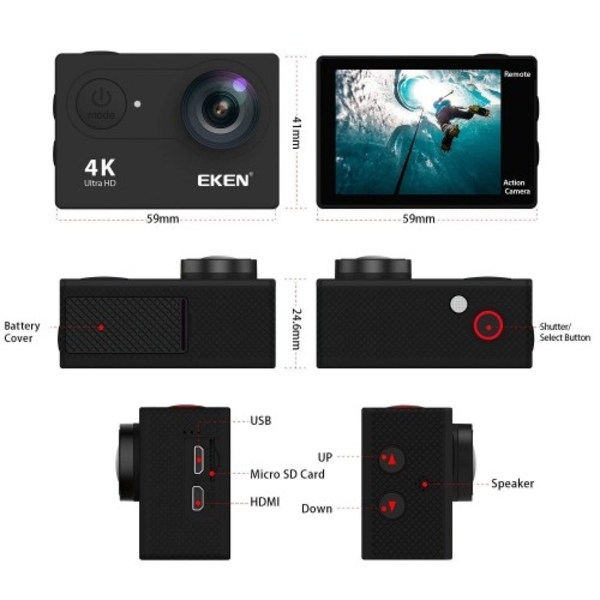 mode
4K
Ultra HD
EKEN®
Remote
Action
Camera
41mm
59mm
59mm
Battery
Cover
24.6mm
Shutter/
Select Button
USB
Micro SD Card
HDMI
UP
Down
Speaker